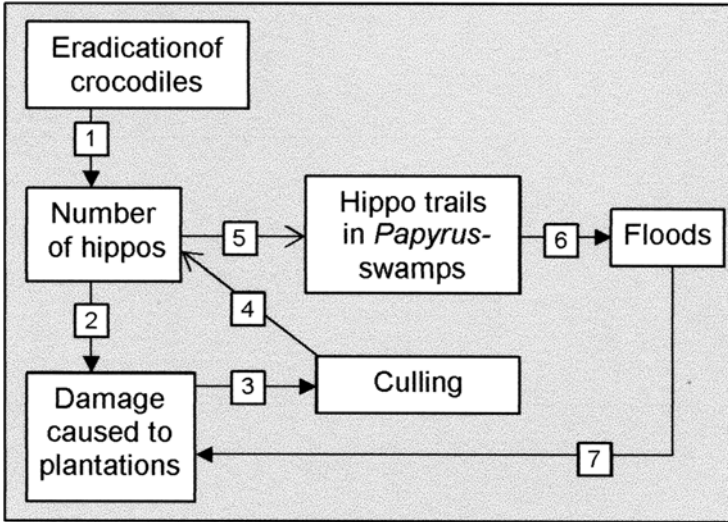 Eradicationof
crocodiles
1
Number
of hippos
5
Hippo trails
in Papyrus-
swamps
6
Floods
2
4
Damage
caused to
plantations
3
Culling
7